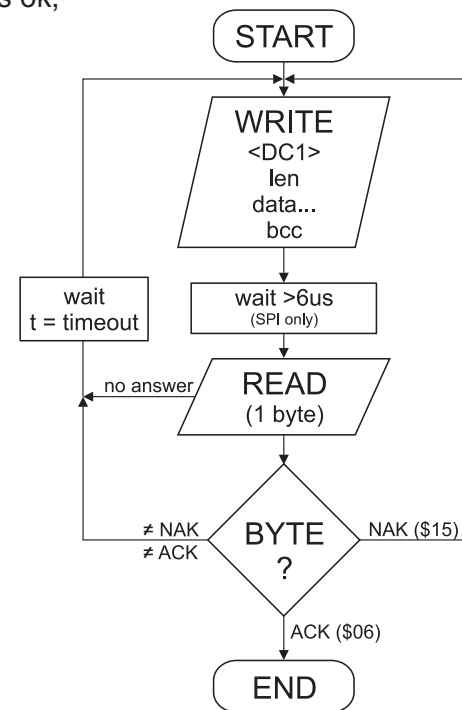 s ok,
START
WRITE
<DC1>
len
data...
bcc
wait
t = timeout
wait >6us
(SPI only)
no answer
READ
(1 byte)
≠ NAK
≠ ACK
BYTE
?
NAK ($15)
ACK ($06)
END